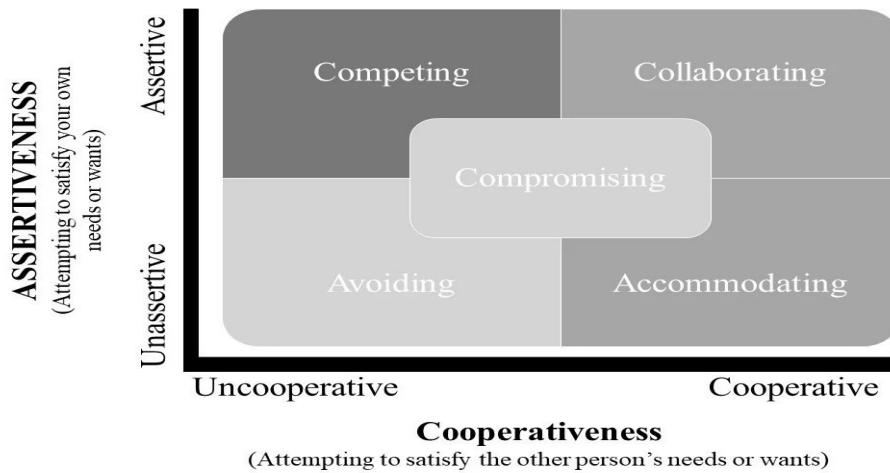 ASSERTIVENESS
(Attempting to satisfy your own
needs or wants)
Assertive
Unassertive
Competing
Collaborating
Compromising
Avoiding
Accommodating
Uncooperative
Cooperative
Cooperativeness
(Attempting to satisfy the other person’s needs or wants)